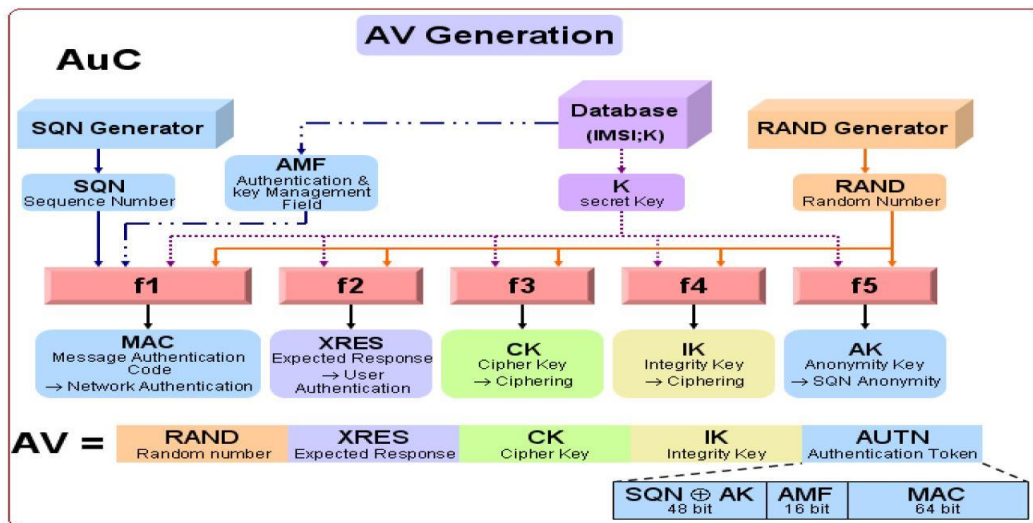 AV Generation
AuC
SQN Generator
Database
(IMSI;K)
RAND Generator
AMF
Authentication &
key Management
Field
SQN
Sequence Number
K
secret Key
RAND
Random Number
f1
f2
f3
f4
f5
MAC
Message Authentication
Code
→ Network Authentication
XRES
Expected Response
→ User
Authentication
CK
Cipher Key
→ Ciphering
IK
Integrity Key
→ Ciphering
AK
Anonymity Key
→ SQN Anonymity
AV =
RAND
Random number
XRES
Expected Response
CK
Cipher Key
IK
Integrity Key
AUTN
Authentication Token
SQN ⊕ AK
48 bit
AMF
16 bit
MAC
64 bit